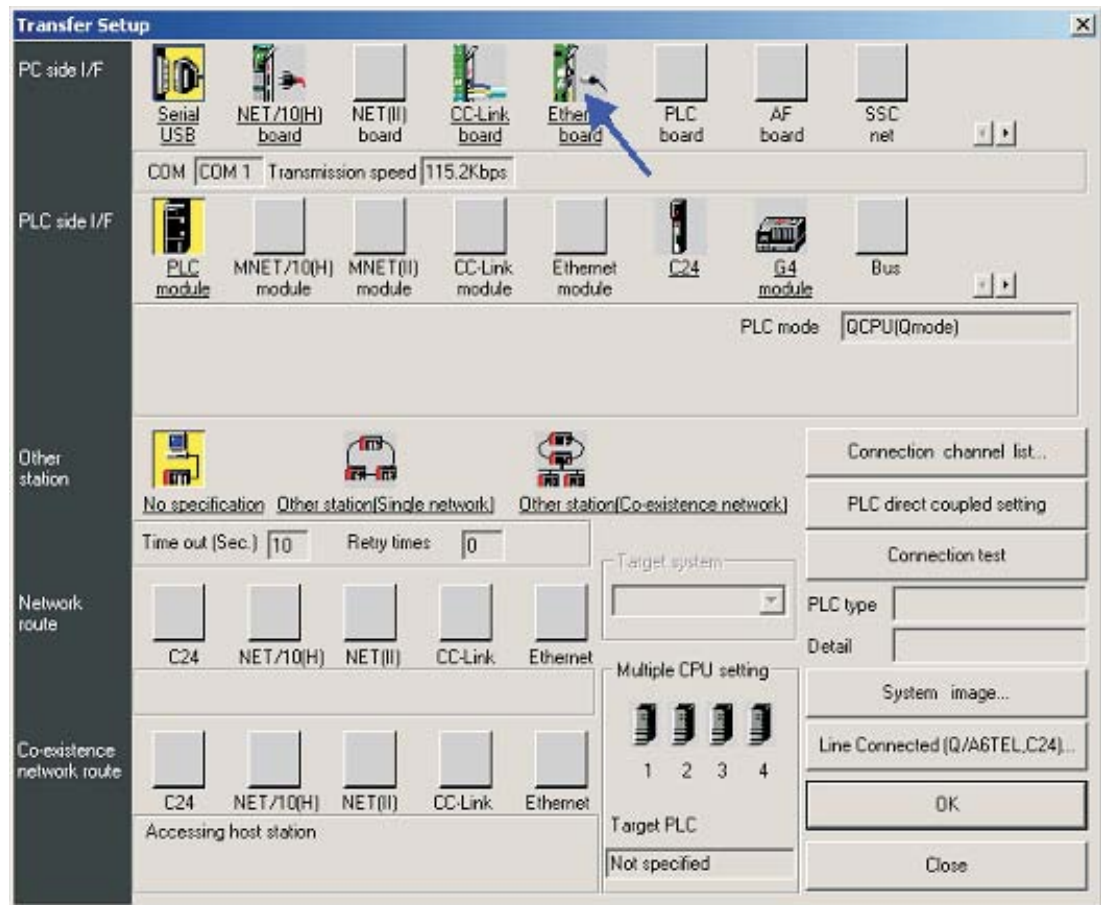 Transfer Setup
PC side I/F
Serial USB
NET/10(H) board
NET(II) board
CC-Link board
Ether board
PLC board
AF board
SSC net
COM COM 1 Transmission speed 115.2Kbps
PLC side I/F
PLC module
MNET/10(H) module
MNET(II) module
CC-Link module
Ethernet module
C24
G4 module
Bus
PLC mode QCPU(Qmode)
Other station
No specification
Other station(Single network)
Other station(Co-existence network)
Time out (Sec.) 10 Retry times 0
Connection channel list...
PLC direct coupled setting
Connection test
Target system
PLC type
Detail
Network route
C24 NET/10(H) NET(II) CC-Link Ethernet
Multiple CPU setting
1 2 3 4
Target PLC
Not specified
System image...
Line Connected (Q/A6TEL,C24)...
OK
Close
Co-existence network route
C24 NET/10(H) NET(II) CC-Link Ethernet
Accessing host station